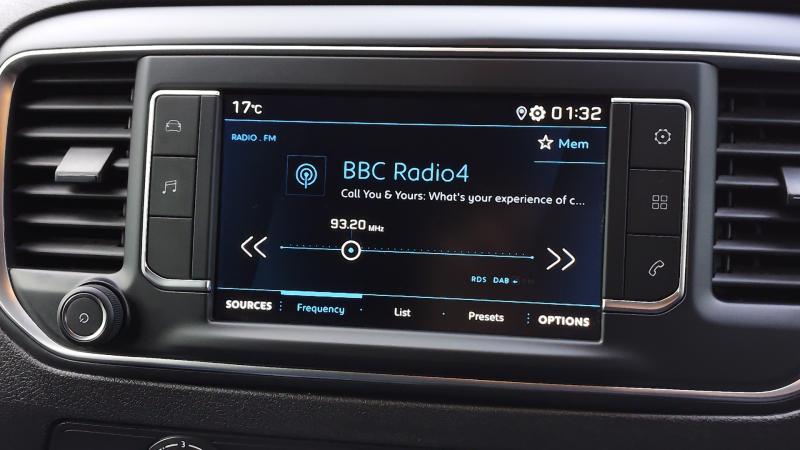 17°C
01:32
RADIO . FM
Mem
BBC Radio4
Call You & Yours: What's your experience of c...
93.20 MHz
RDS DAB
SOURCES Frequency List Presets OPTIONS
3